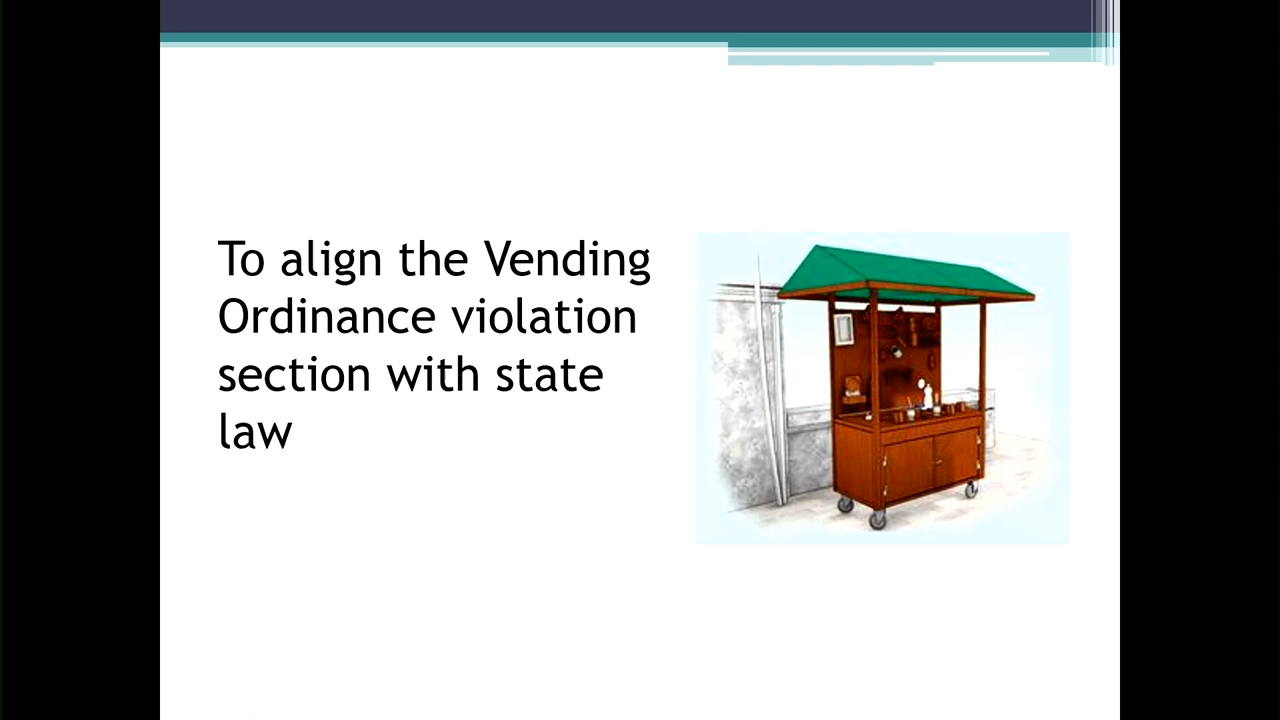 To align the Vending
Ordinance violation
section with state
law